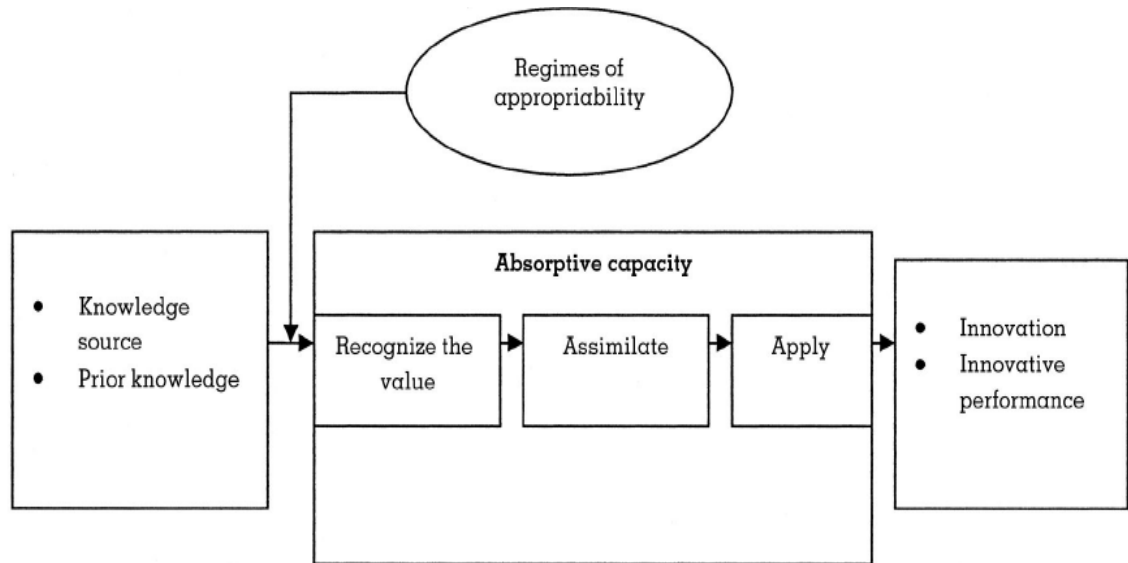 Regimes of
appropriability
• Knowledge
source
• Prior knowledge
Absorptive capacity
Recognize the
value
Assimilate
Apply
• Innovation
• Innovative
performance